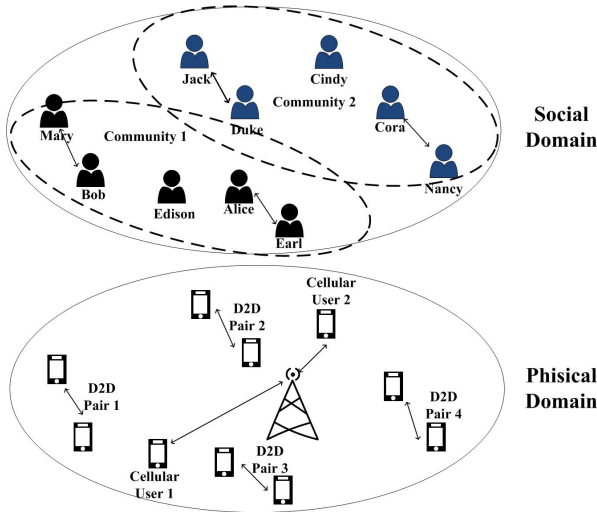 Jack
Cindy
Community 2
Mary
Duke
Cora
Social
Domain
Community 1
Bob
Nancy
Edison
Alice
Earl
Cellular
User 2
D2D
Pair 2
D2D
Pair 1
D2D
Pair 4
Phisical
Domain
D2D
Pair 3
Cellular
User 1